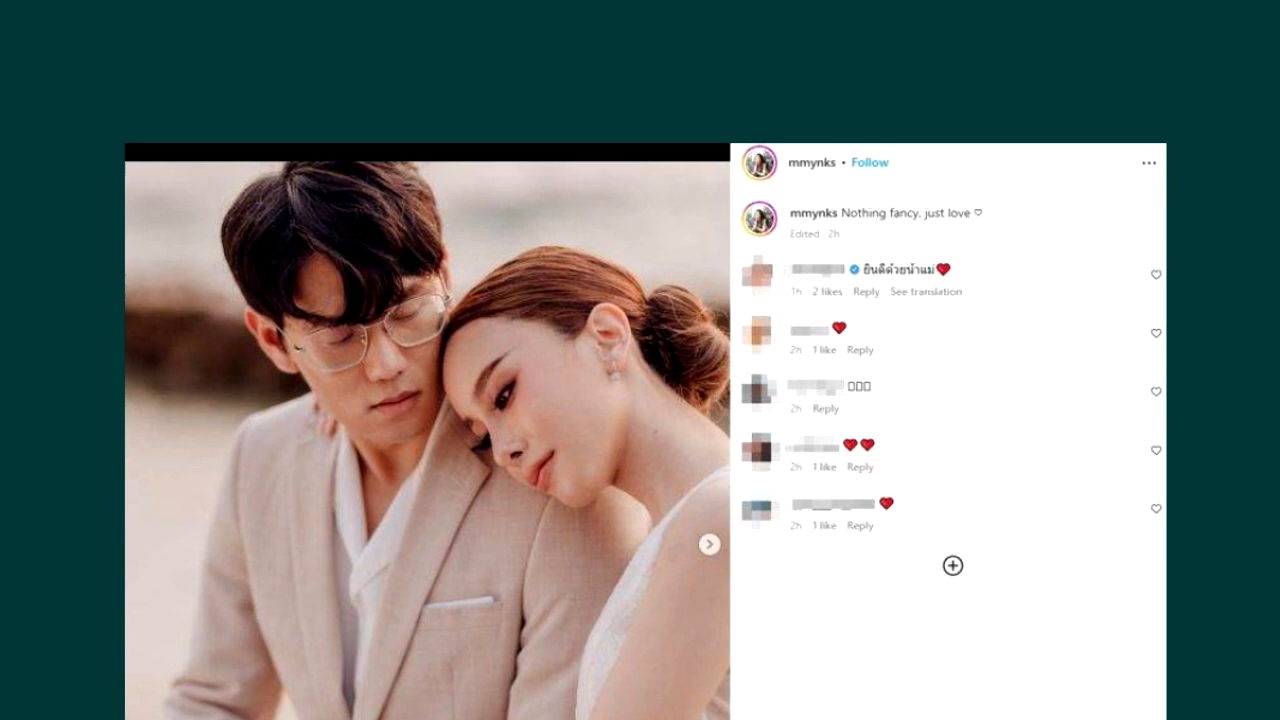 mmynks • Follow
mmynks Nothing fancy, just love ♡
Edited 2h
ยินดีด้วยน้าแม่❤️
1h 2 likes Reply See translation
❤️
2h 1 like Reply
2h Reply
❤️❤️
2h 1 like Reply
❤️
2h 1 like Reply